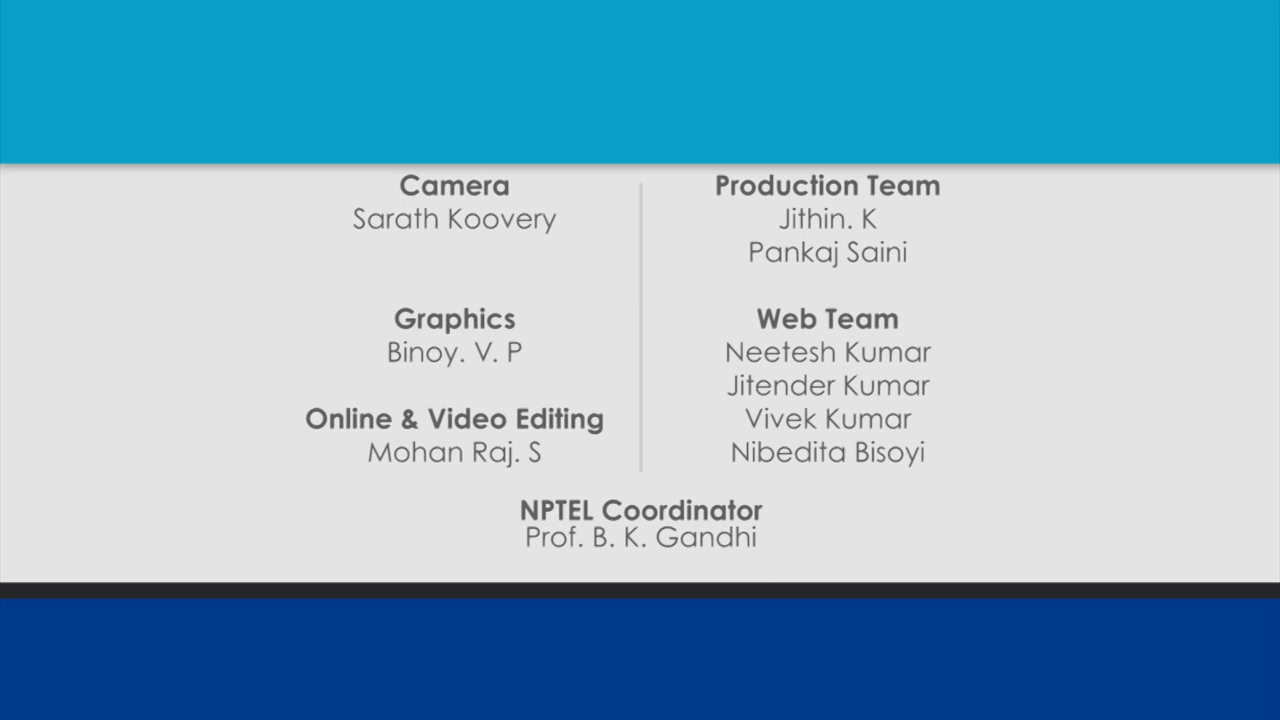 Camera
Sarath Koovery
Graphics
Binoy. V. P
Online & Video Editing
Mohan Raj. S
Production Team
Jithin. K
Pankaj Saini
Web Team
Neetesh Kumar
Jitender Kumar
Vivek Kumar
Nibedita Bisoyi
NPTEL Coordinator
Prof. B. K. Gandhi